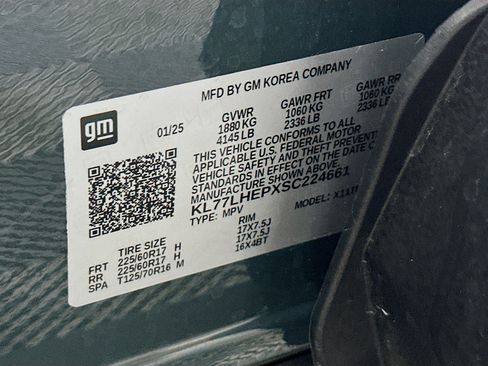 MFD BY GM KOREA COMPANY
gm
01/25
GVWR GAWR FRT GAWR RR
1880 KG 1060 KG 1060 KG
4145 LB 2336 LB 2336 LB
THIS VEHICLE CONFORMS TO ALL
APPLICABLE U.S. FEDERAL MOTOR
VEHICLE SAFETY AND THEFT PREVENT
STANDARDS IN EFFECT ON THE DATE O
MANUFACTURE SHOWN ABOVE.
KL77LHEPXSC224661
TYPE: MPV MODEL:
TIRE SIZE RIM
FRT 225/60R17 H 17X7.5J
RR 225/60R17 H 17X7.5J
SPA T125/70R16 M 16X4BT